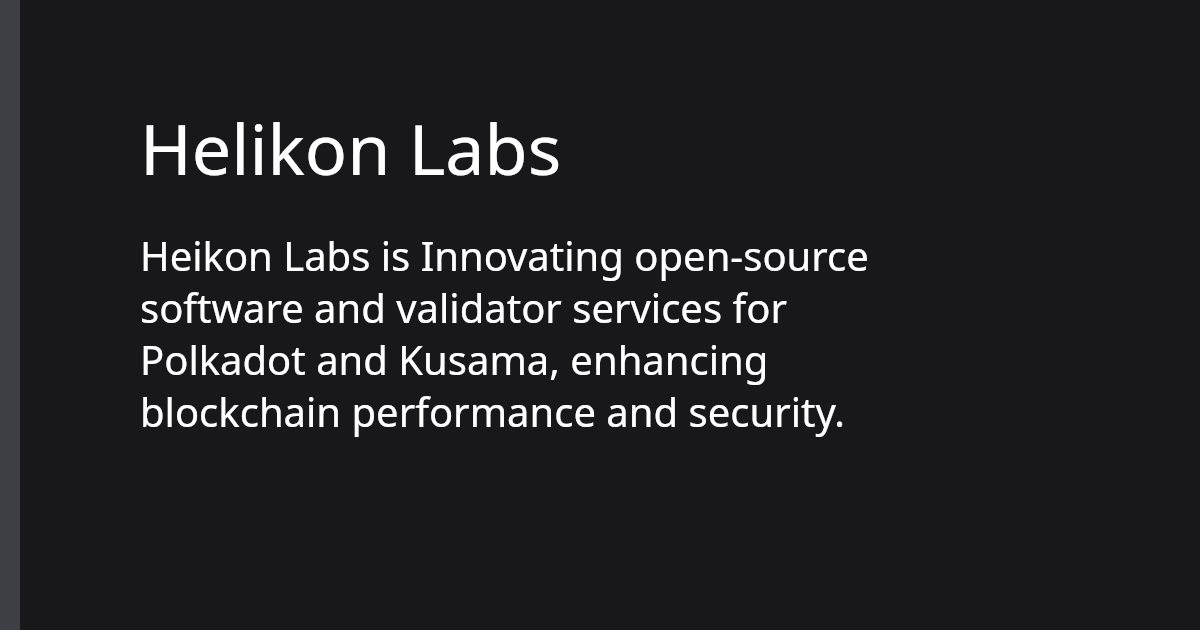 Helikon Labs
Heikon Labs is Innovating open-source
software and validator services for
Polkadot and Kusama, enhancing
blockchain performance and security.